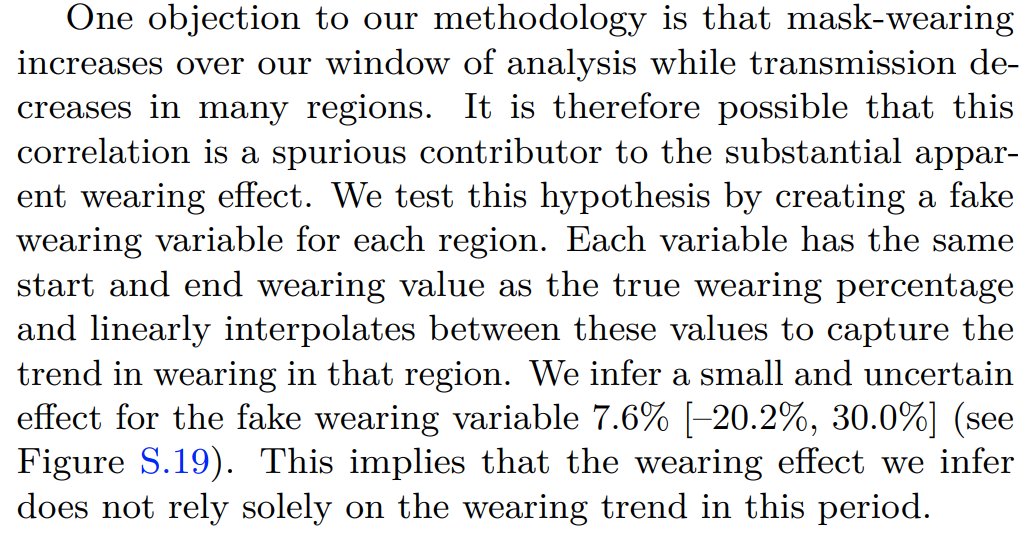 One objection to our methodology is that mask-wearing
increases over our window of analysis while transmission de-
creases in many regions. It is therefore possible that this
correlation is a spurious contributor to the substantial appar-
ent wearing effect. We test this hypothesis by creating a fake
wearing variable for each region. Each variable has the same
start and end wearing value as the true wearing percentage
and linearly interpolates between these values to capture the
trend in wearing in that region. We infer a small and uncertain
effect for the fake wearing variable 7.6% [–20.2%, 30.0%] (see
Figure S.19). This implies that the wearing effect we infer
does not rely solely on the wearing trend in this period.